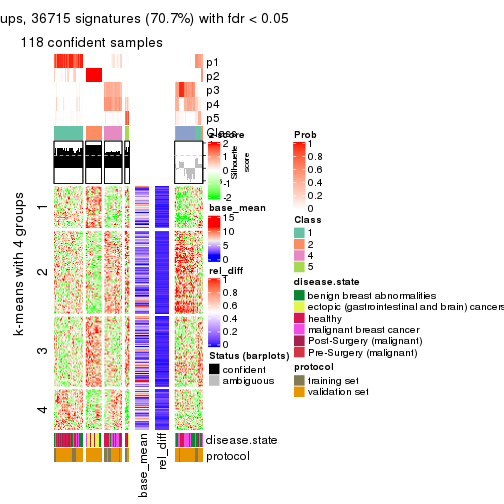 ups, 36715 signatures (70.7%) with fdr < 0.05
118 confident samples
p1
p2
p3
p4
p5
Class
z-score
2
1
0
-1
-2
Silhouette
score
base_mean
15
10
5
0
rel_diff
1
0.8
0.6
0.4
0.2
0
Status (barplots)
confident
ambiguous
Prob
1
0.8
0.6
0.4
0.2
0
Class
1
2
4
5
disease.state
benign breast abnormalities
ectopic (gastrointestinal and brain) cancers
healthy
malignant breast cancer
Post-Surgery (malignant)
Pre-Surgery (malignant)
protocol
training set
validation set
k-means with 4 groups
1
2
3
4
disease.state
protocol
base_mean
rel_diff